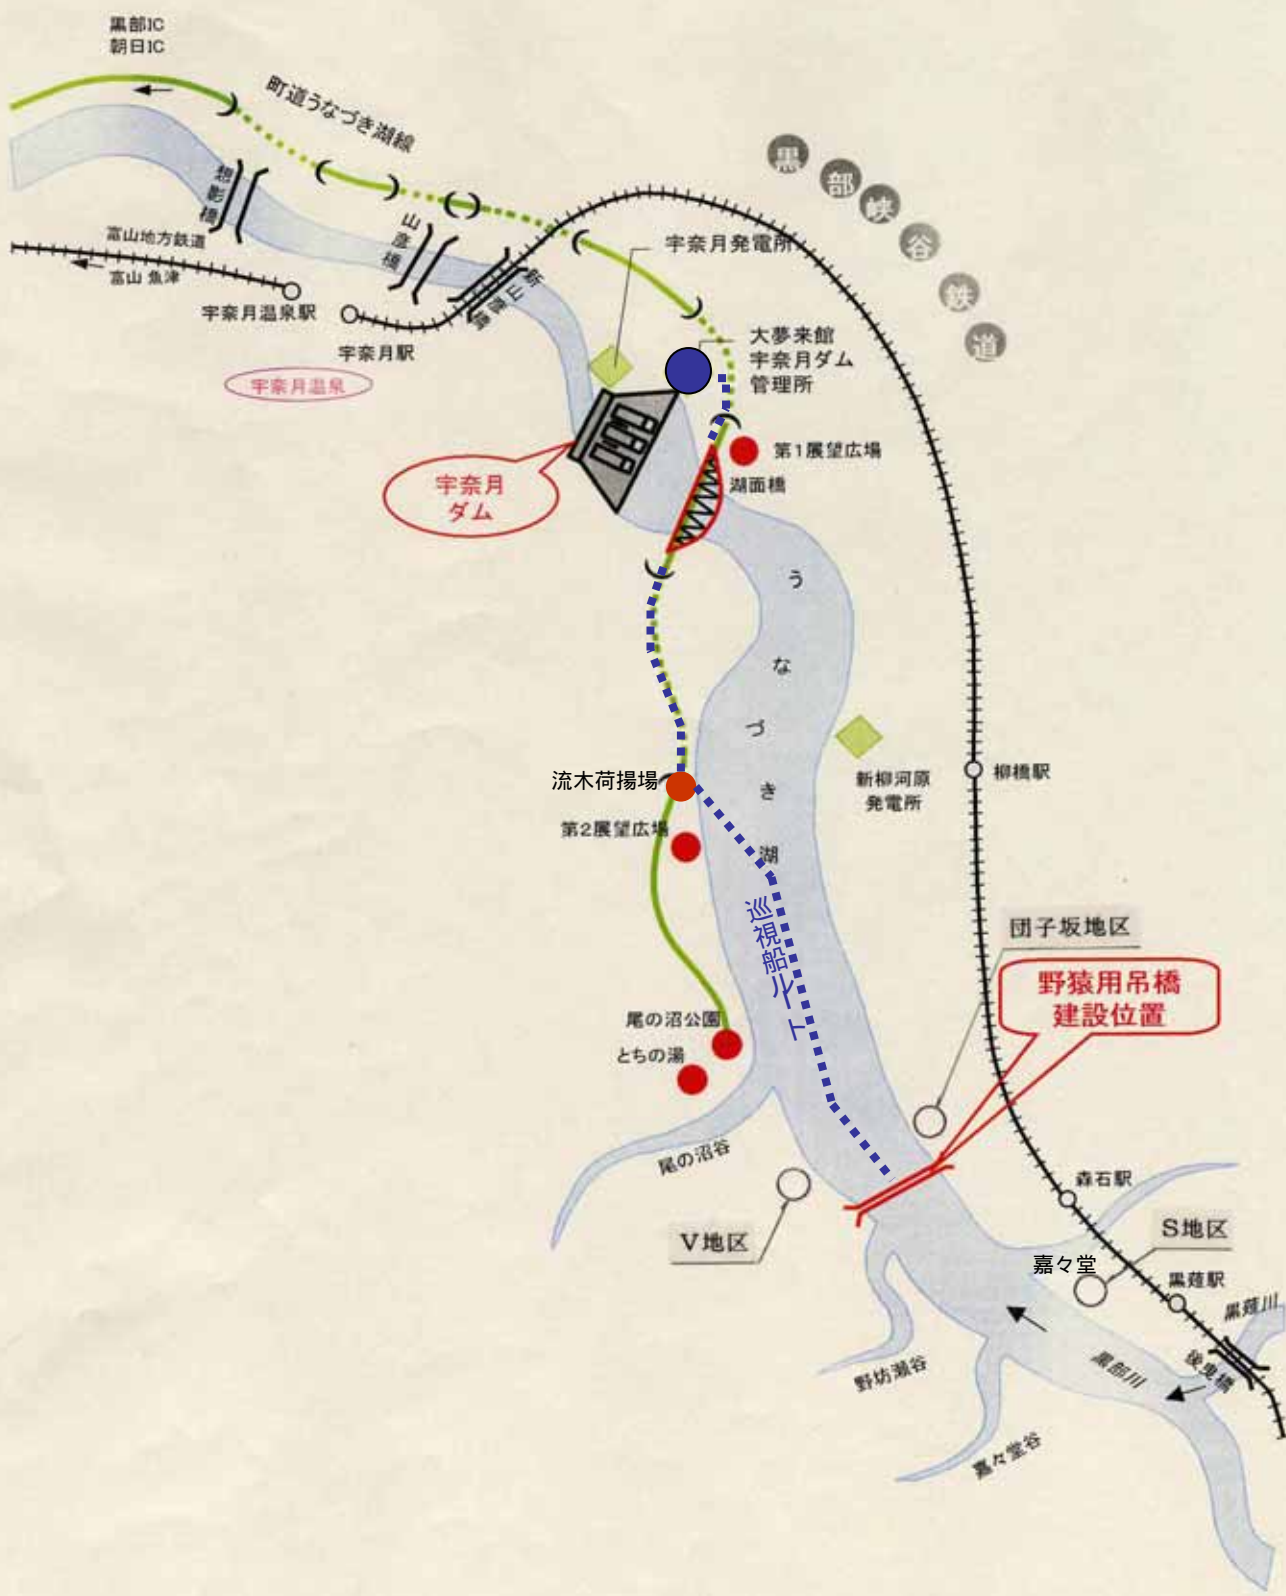 黒部IC
朝日IC
町道うなづき湖線
黒部峡谷鉄道
想影橋
山彦橋
新山彦橋
富山地方鉄道
富山 魚津
宇奈月温泉駅
宇奈月駅
宇奈月温泉
宇奈月発電所
大夢来館
宇奈月ダム
管理所
第1展望広場
湖面橋
宇奈月
ダム
うなづき湖
流木荷揚場
第2展望広場
新柳河原
発電所
柳橋駅
巡視船ルート
団子坂地区
野猿用吊橋
建設位置
尾の沼公園
とちの湯
尾の沼谷
V地区
森石駅
S地区
嘉々堂
黒薙駅
黒薙川
後曳橋
黒部川
野坊瀬谷
嘉々堂谷